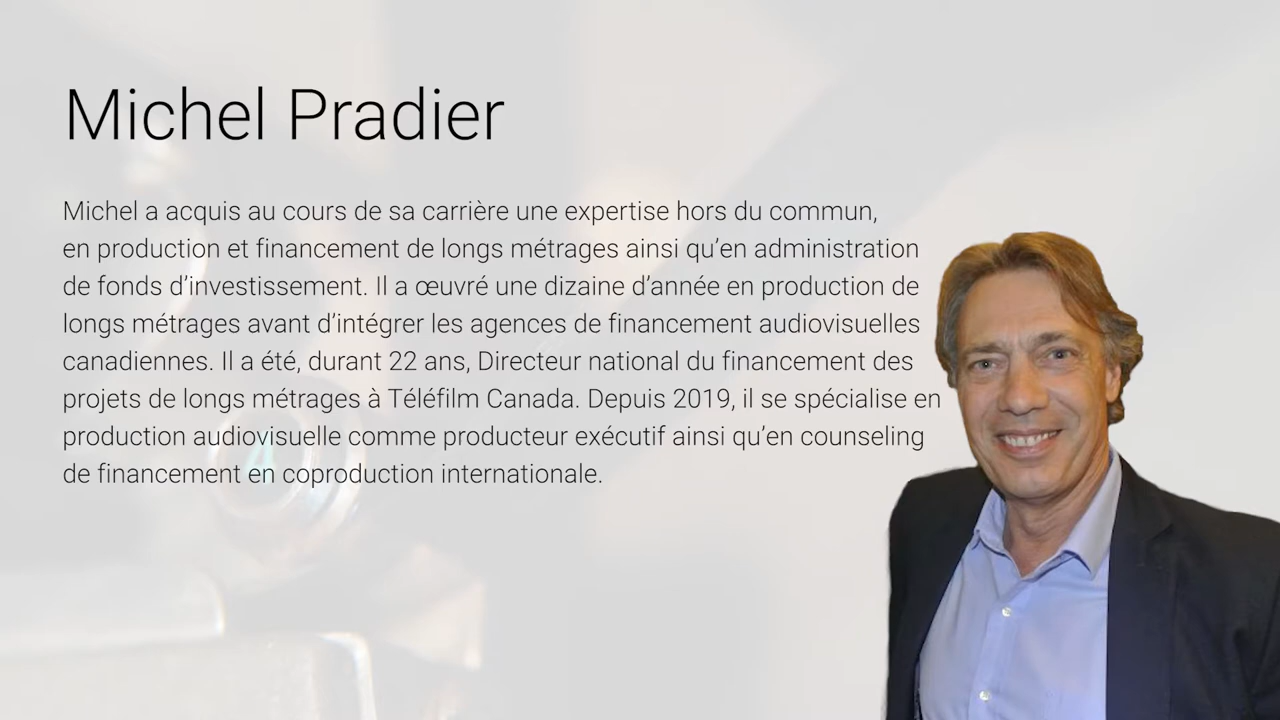 Michel Pradier
Michel a acquis au cours de sa carrière une expertise hors du commun,
en production et financement de longs métrages ainsi qu’en administration
de fonds d’investissement. Il a œuvré une dizaine d’année en production de
longs métrages avant d’intégrer les agences de financement audiovisuelles
canadiennes. Il a été, durant 22 ans, Directeur national du financement des
projets de longs métrages à Téléfilm Canada. Depuis 2019, il se spécialise en
production audiovisuelle comme producteur exécutif ainsi qu’en counseling
de financement en coproduction internationale.